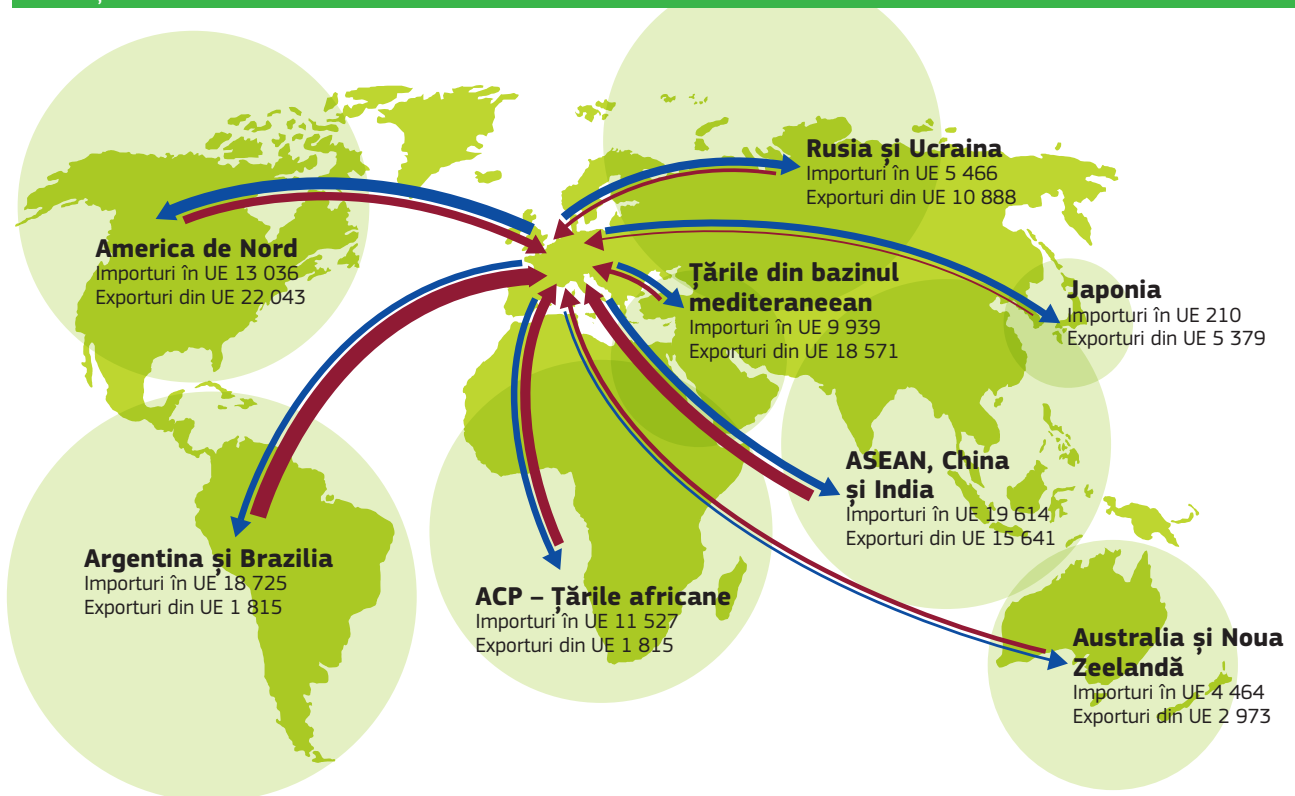 America de Nord
Importuri în UE 13 036
Exporturi din UE 22 043
Rusia și Ucraina
Importuri în UE 5 466
Exporturi din UE 10 888
Țările din bazinul
mediteraneean
Importuri în UE 9 939
Exporturi din UE 18 571
Japonia
Importuri în UE 210
Exporturi din UE 5 379
ASEAN, China
și India
Importuri în UE 19 614
Exporturi din UE 15 641
Argentina și Brazilia
Importuri în UE 18 725
Exporturi din UE 1 815
ACP – Țările africane
Importuri în UE 11 527
Exporturi din UE 1 815
Australia și Noua
Zeelandă
Importuri în UE 4 464
Exporturi din UE 2 973